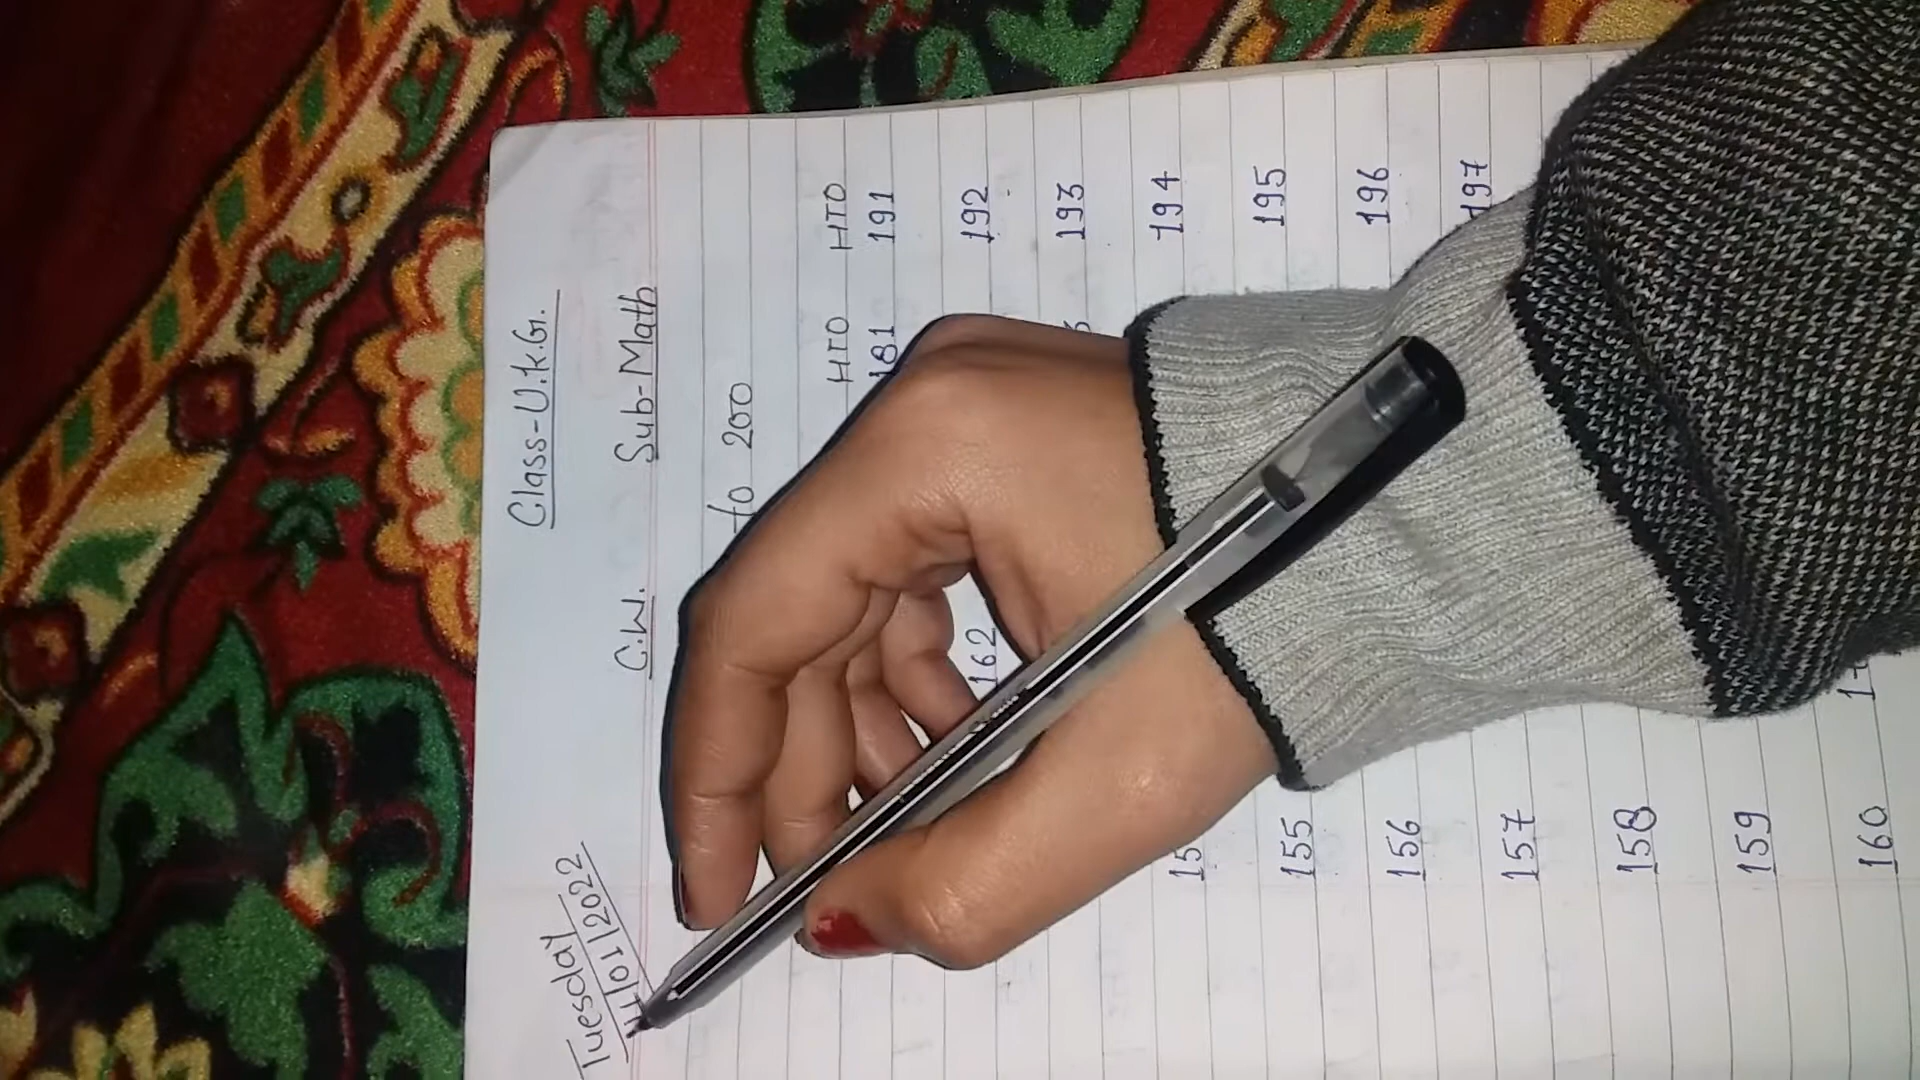 Class-U.K.G.
Tuesday
11|01|2022 C.W. Sub-Math
to 200
HTO HTO
181 191
162 192
193
194
155 195
156 196
157 197
158
159
160